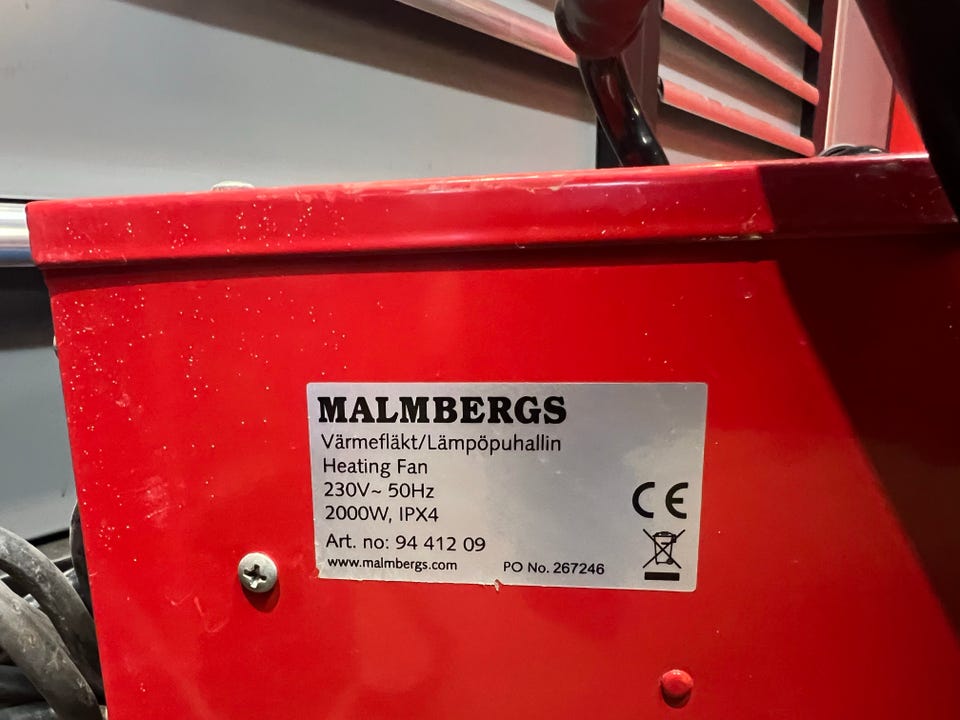 MALMBERGS
Värmefläkt/Lämpöpuhallin
Heating Fan
230V~ 50Hz
2000W, IPX4
Art. no: 94 412 09
www.malmbergs.com PO No. 267246
CE